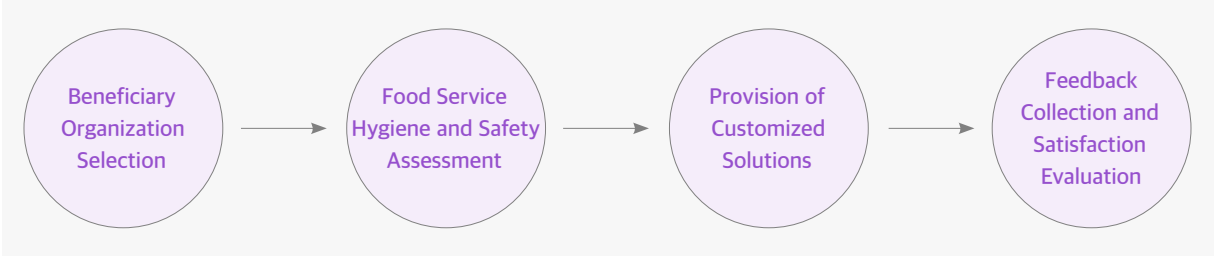 Beneficiary
Organization
Selection
Food Service
Hygiene and Safety
Assessment
Provision of
Customized
Solutions
Feedback
Collection and
Satisfaction
Evaluation